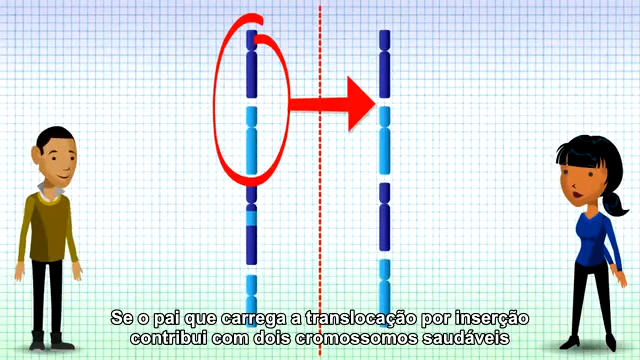 Se o pai que carrega a translocação por inserção
contribui com dois cromossomos saudáveis